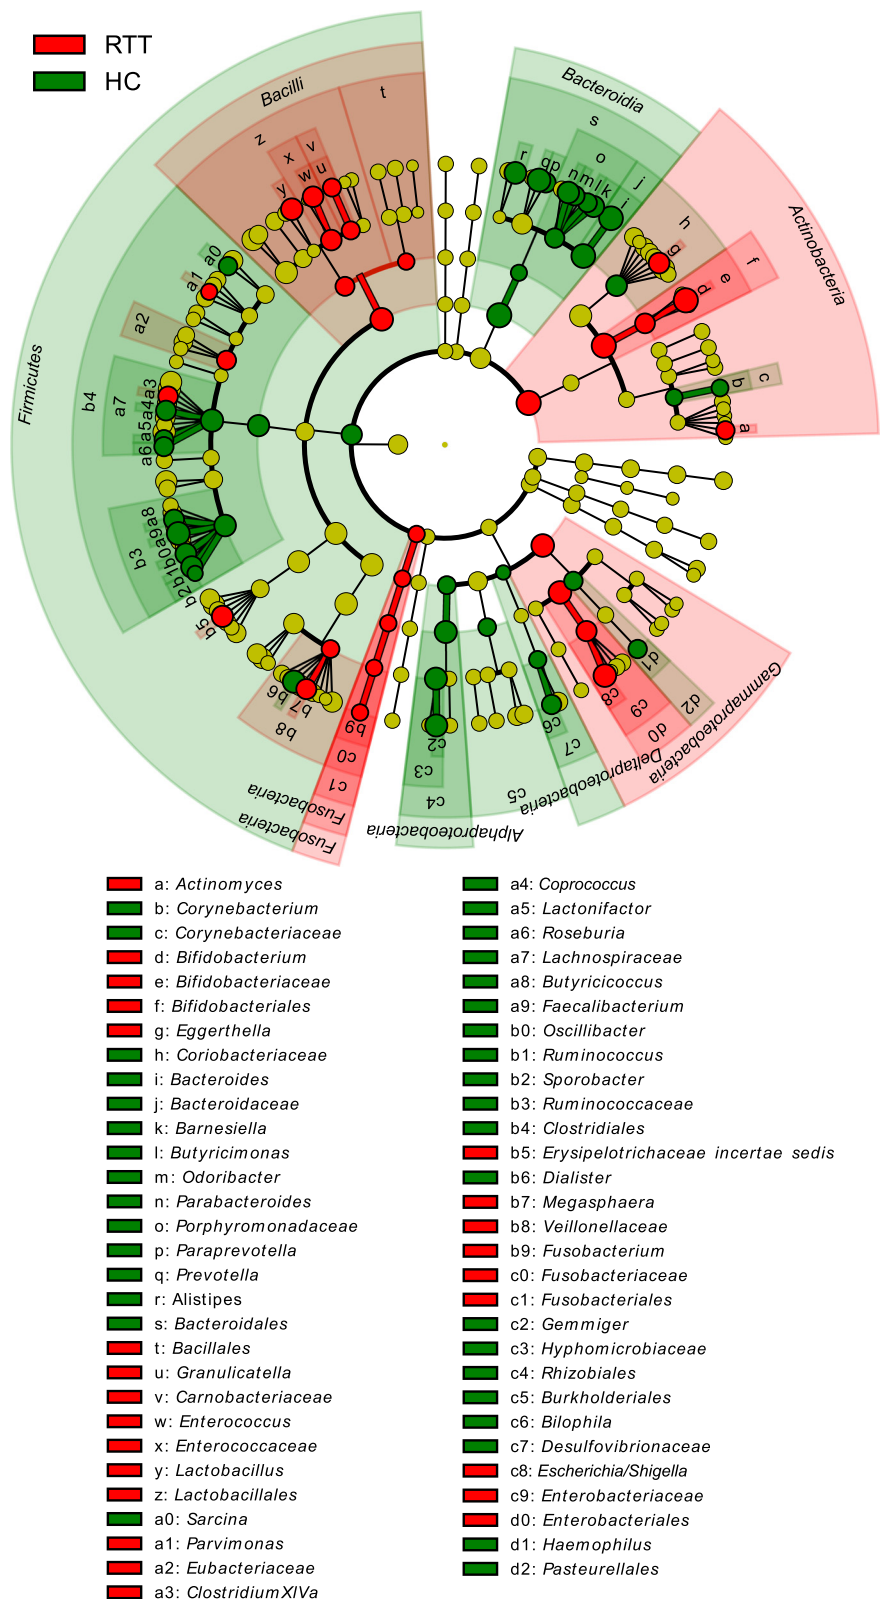 RTT
HC
Firmicutes
Bacilli
Bacteroidia
Actinobacteria
Gammaproteobacteria
Deltaproteobacteria
Alphaproteobacteria
Fusobacteria
Fusobacteria
z
t
x
v
y
w
u
s
r
q
p
o
n
m
l
k
j
i
h
g
f
e
d
c
b
a
a0
a1
a2
b4
a7
a3
a4
a5
a6
b3
a8
a9
b0
b1
b2
b5
b6
b7
b8
b9
c0
c1
c2
c3
c4
c5
c6
c7
c8
c9
d0
d1
d2
a: Actinomyces
b: Corynebacterium
c: Corynebacteriaceae
d: Bifidobacterium
e: Bifidobacteriaceae
f: Bifidobacteriales
g: Eggerthella
h: Coriobacteriaceae
i: Bacteroides
j: Bacteroidaceae
k: Barnesiella
l: Butyricimonas
m: Odoribacter
n: Parabacteroides
o: Porphyromonadaceae
p: Paraprevotella
q: Prevotella
r: Alistipes
s: Bacteroidales
t: Bacillales
u: Granulicatella
v: Carnobacteriaceae
w: Enterococcus
x: Enterococcaceae
y: Lactobacillus
z: Lactobacillales
a0: Sarcina
a1: Parvimonas
a2: Eubacteriaceae
a3: ClostridiumXIVa
a4: Coprococcus
a5: Lactonifactor
a6: Roseburia
a7: Lachnospiraceae
a8: Butyricicoccus
a9: Faecalibacterium
b0: Oscillibacter
b1: Ruminococcus
b2: Sporobacter
b3: Ruminococcaceae
b4: Clostridiales
b5: Erysipelotrichaceae incertae sedis
b6: Dialister
b7: Megasphaera
b8: Veillonellaceae
b9: Fusobacterium
c0: Fusobacteriaceae
c1: Fusobacteriales
c2: Gemmiger
c3: Hyphomicrobiaceae
c4: Rhizobiales
c5: Burkholderiales
c6: Bilophila
c7: Desulfovibrionaceae
c8: Escherichia/Shigella
c9: Enterobacteriaceae
d0: Enterobacteriales
d1: Haemophilus
d2: Pasteurellales